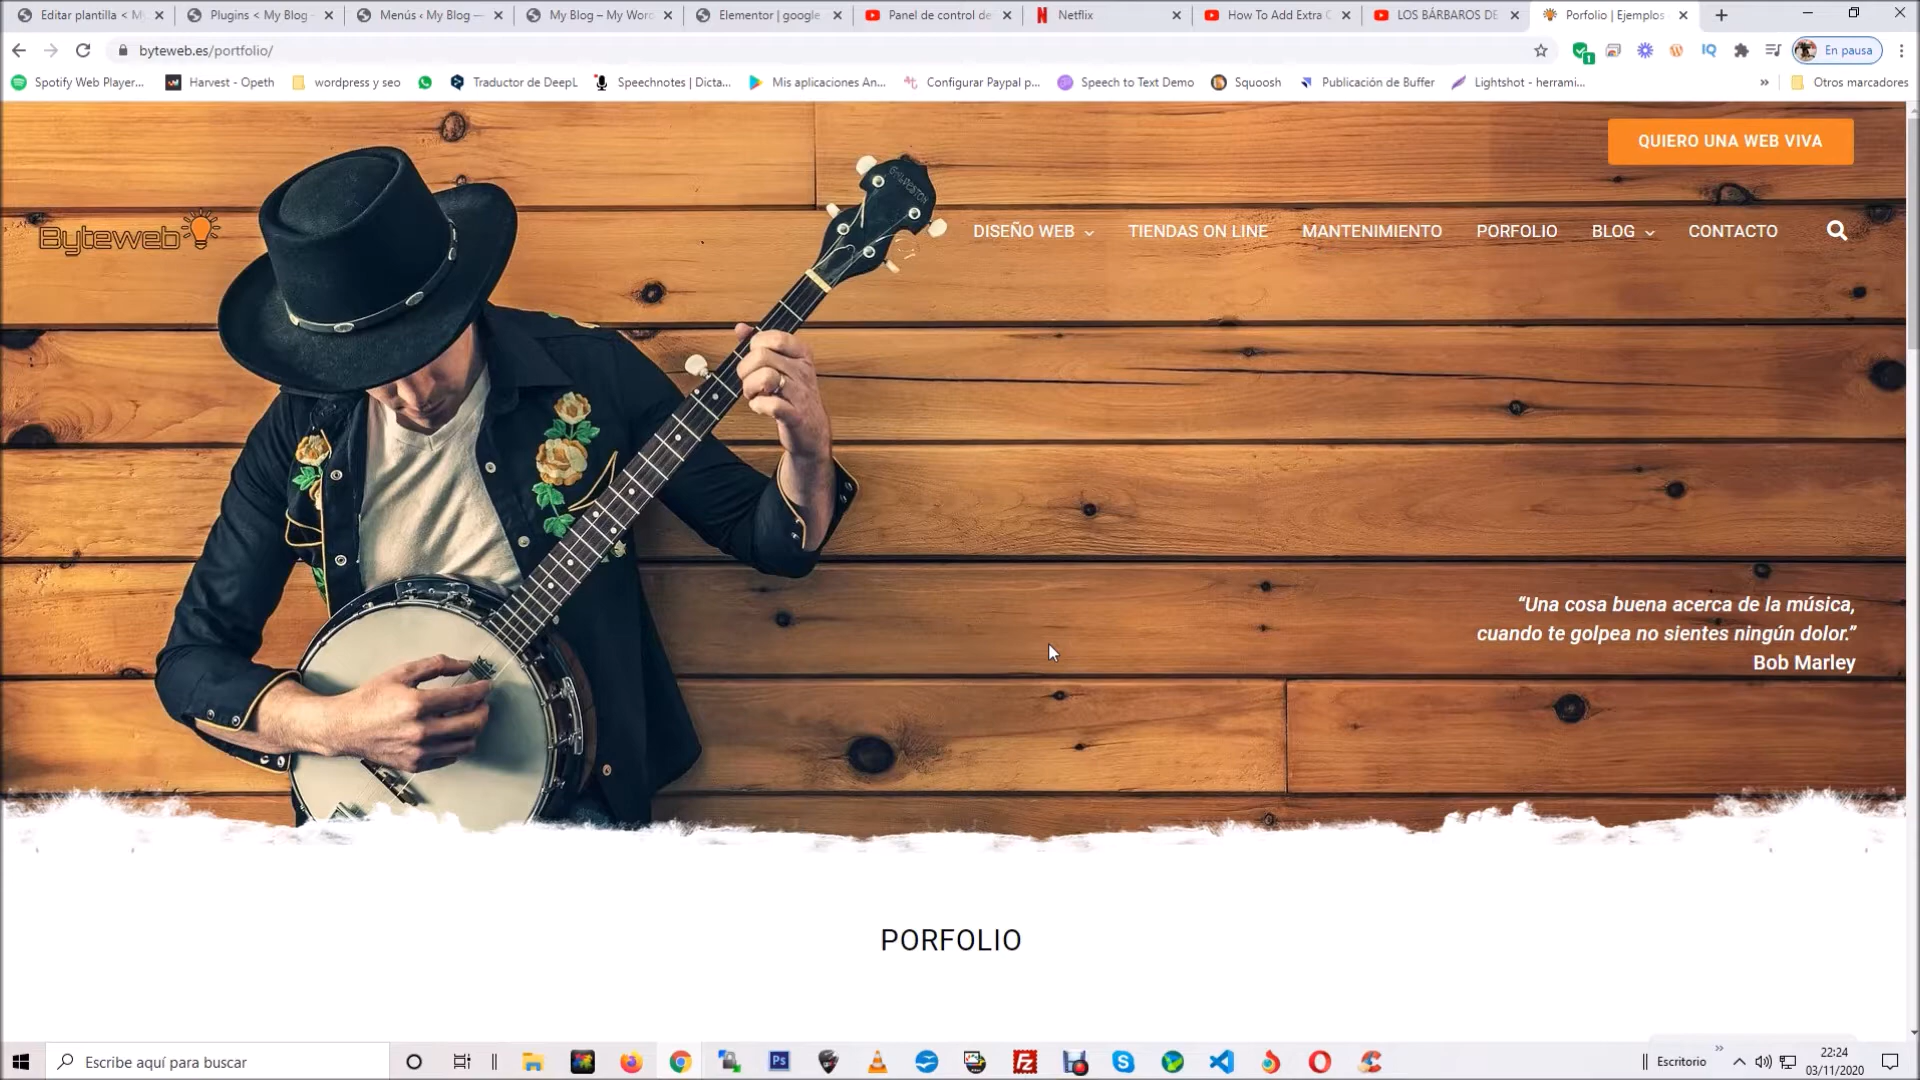 Editar plantilla < M
Plugins < My Blog -
Menús ‹ My Blog —
My Blog – My Wor
Elementor | google
Panel de control de
Netflix
How To Add Extra
LOS BÁRBAROS DE
Porfolio | Ejemplos
byteweb.es/portfolio/
En pausa
Spotify Web Player...
Harvest - Opeth
wordpress y seo
Traductor de DeepL
Speechnotes | Dicta...
Mis aplicaciones An...
Configurar Paypal p...
Speech to Text Demo
Squoosh
Publicación de Buffer
Lightshot - herrami...
Otros marcadores
QUIERO UNA WEB VIVA
Byteweb
DISEÑO WEB
TIENDAS ON LINE
MANTENIMIENTO
PORFOLIO
BLOG
CONTACTO
“Una cosa buena acerca de la música,
cuando te golpea no sientes ningún dolor.”
Bob Marley
PORFOLIO
Escribe aquí para buscar
Escritorio
22:24
03/11/2020